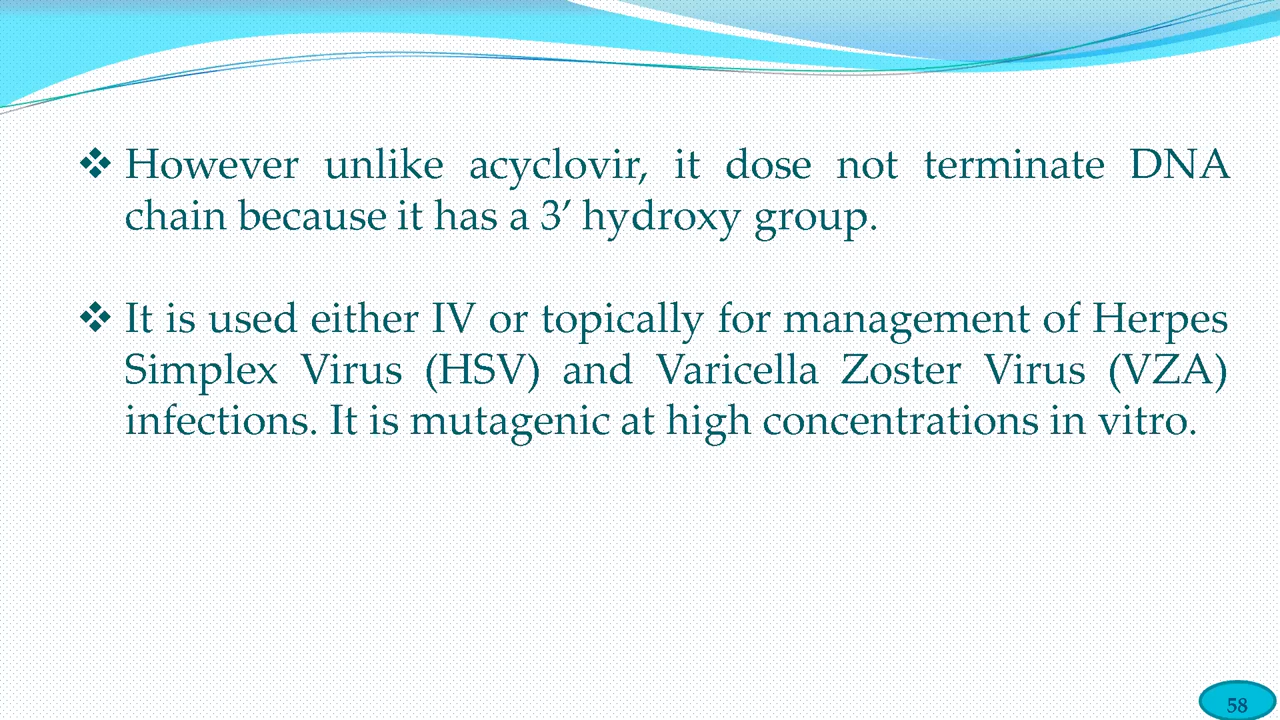 ❖ However unlike acyclovir, it dose not terminate DNA
chain because it has a 3’ hydroxy group.
❖ It is used either IV or topically for management of Herpes
Simplex Virus (HSV) and Varicella Zoster Virus (VZA)
infections. It is mutagenic at high concentrations in vitro.
58